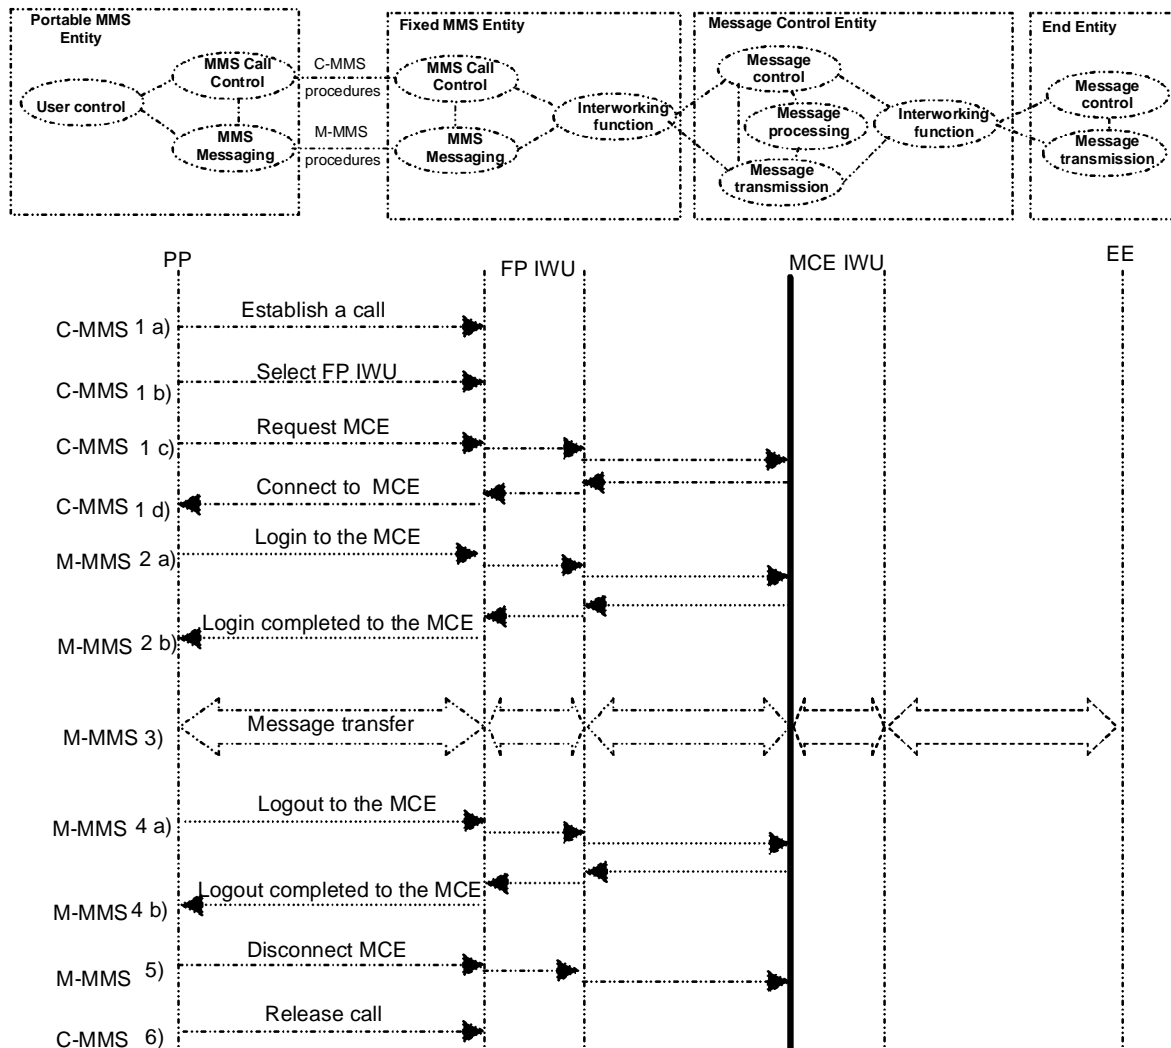 Portable MMS
Entity
Fixed MMS Entity
Message Control Entity
End Entity
User control
MMS Call
Control
MMS
Messaging
C-MMS
procedures
M-MMS
procedures
MMS Call
Control
MMS
Messaging
Interworking
function
Message
control
Message
processing
Message
transmission
Interworking
function
Message
control
Message
transmission
PP
FP IWU
MCE IWU
EE
C-MMS 1 a)
Establish a call
C-MMS 1 b)
Select FP IWU
C-MMS 1 c)
Request MCE
C-MMS 1 d)
Connect to MCE
M-MMS 2 a)
Login to the MCE
M-MMS 2 b)
Login completed to the MCE
M-MMS 3)
Message transfer
M-MMS 4 a)
Logout to the MCE
M-MMS 4 b)
Logout completed to the MCE
M-MMS 5)
Disconnect MCE
C-MMS 6)
Release call